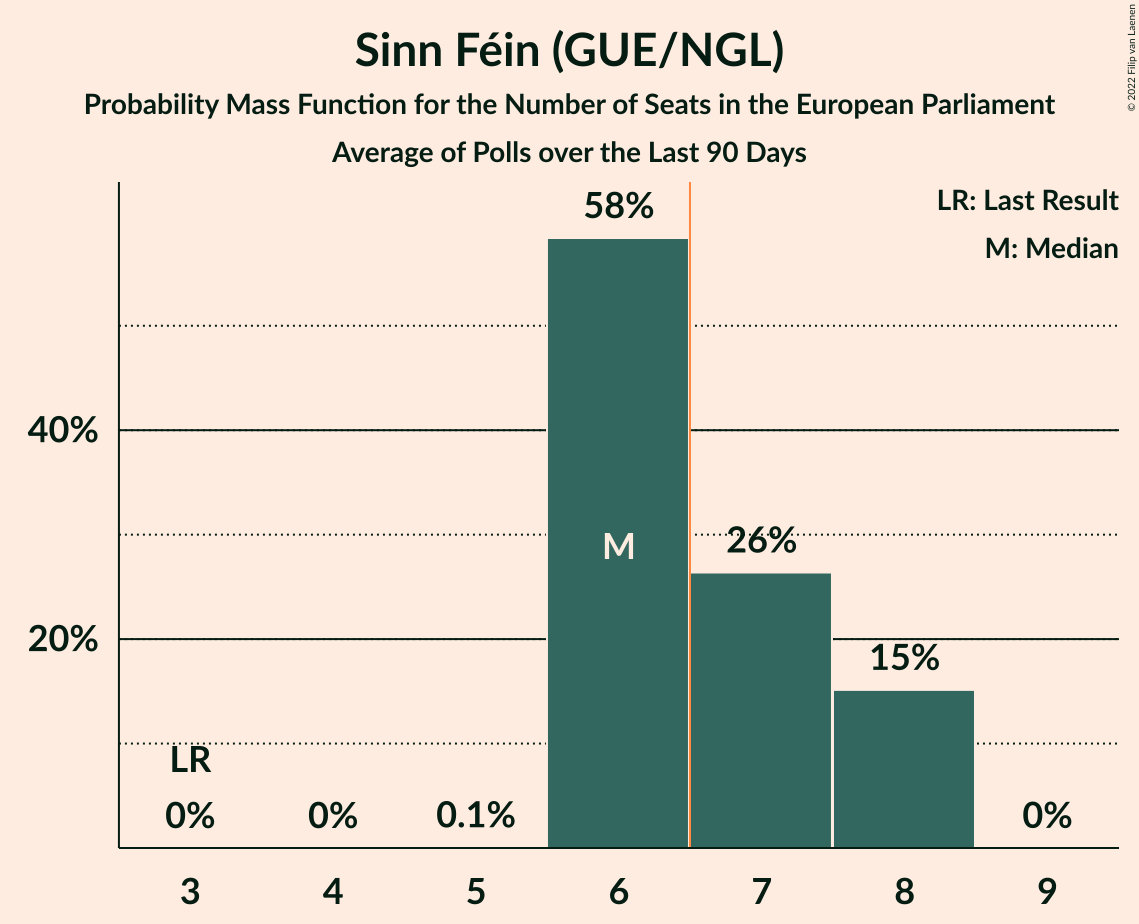 Sinn Féin (GUE/NGL)
Probability Mass Function for the Number of Seats in the European Parliament
Average of Polls over the Last 90 Days
© 2022 Filip van Laenen
LR: Last Result
M: Median
58%
40%
M
26%
20%
15%
LR
0%
0%
0.1%
0%
3
4
5
6
7
8
9